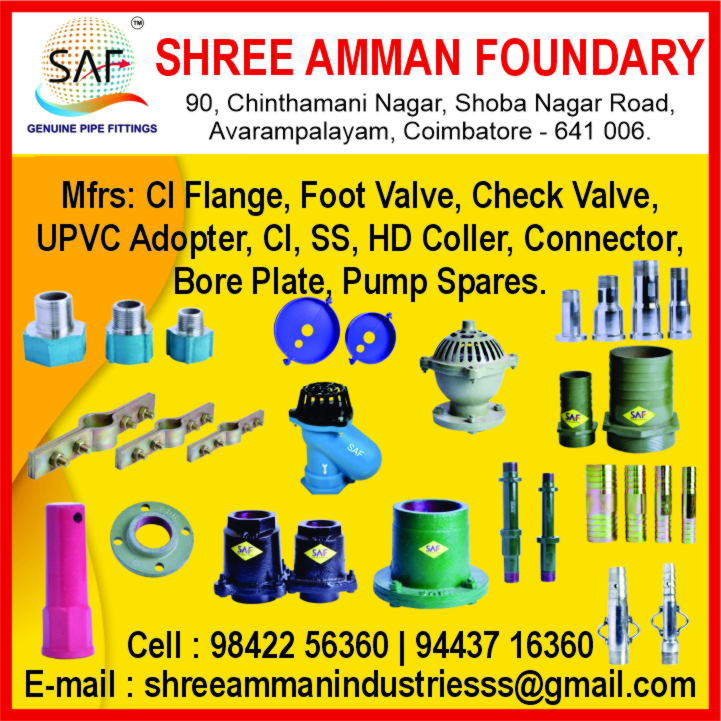 TM
SAF
GENUINE PIPE FITTINGS
SHREE AMMAN FOUNDARY
90, Chinthamani Nagar, Shoba Nagar Road,
Avarampalayam, Coimbatore - 641 006.
Mfrs: CI Flange, Foot Valve, Check Valve,
UPVC Adopter, CI, SS, HD Coller, Connector,
Bore Plate, Pump Spares.
SAF
SAF
SAF
SAF
SAF
SAF
Cell : 98422 56360 | 94437 16360
E-mail : shreeammanindustriesss@gmail.com